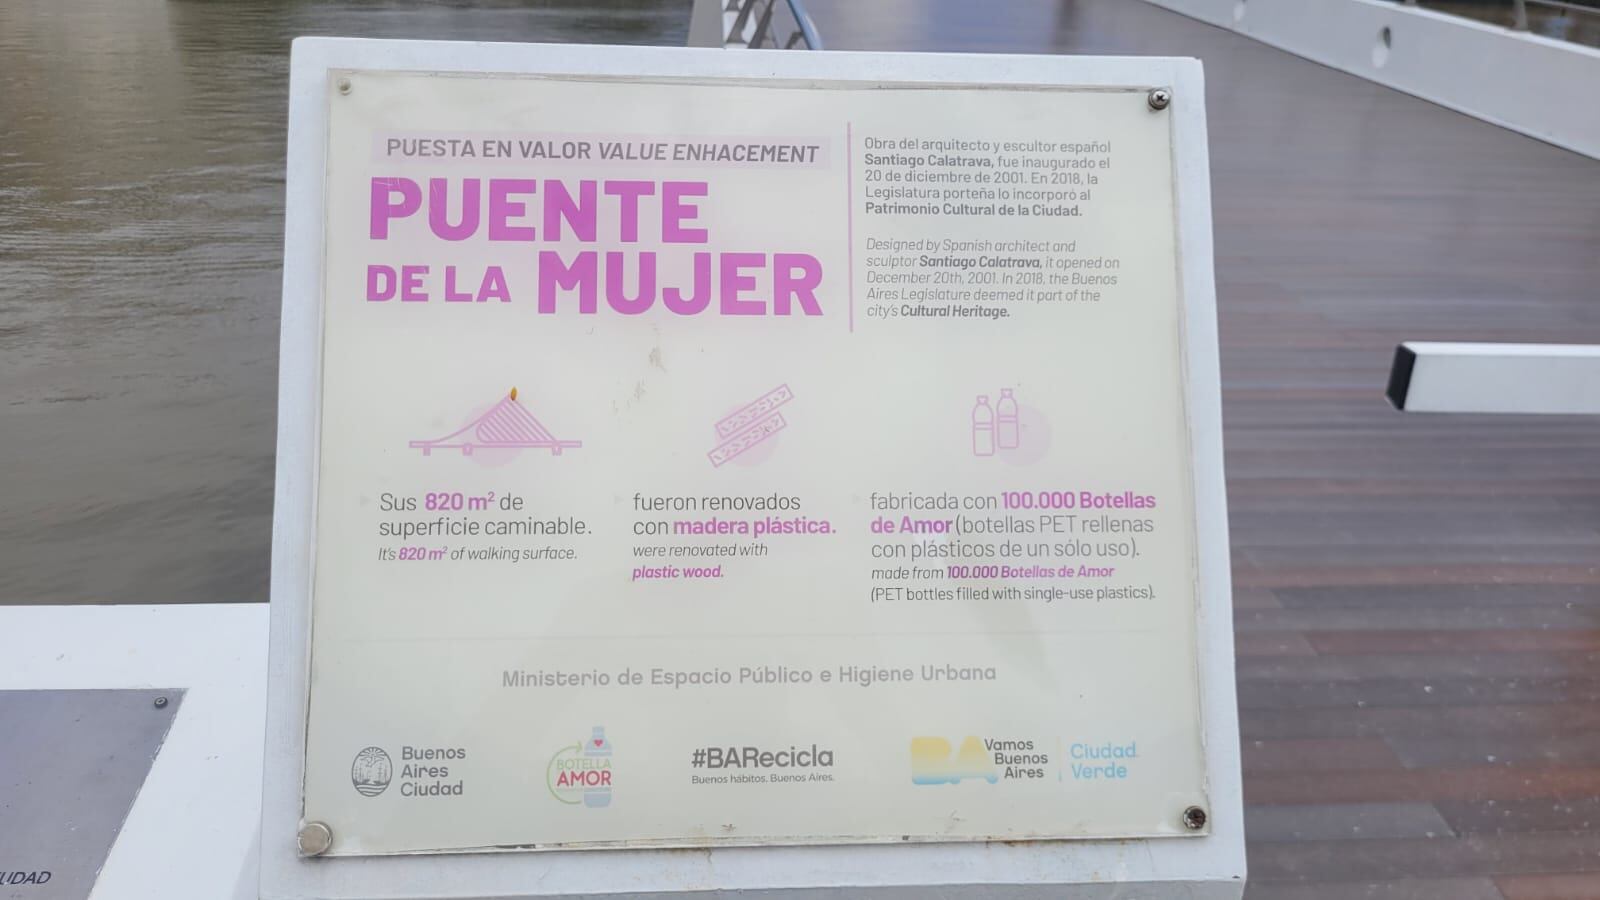 PUESTA EN VALOR VALUE ENHACEMENT
PUENTE
DE LA MUJER
Obra del arquitecto y escultor español
Santiago Calatrava, fue inaugurado el
20 de diciembre de 2001. En 2018, la
Legislatura porteña lo incorporó al
Patrimonio Cultural de la Ciudad.
Designed by Spanish architect and
sculptor Santiago Calatrava, it opened on
December 20th, 2001. In 2018, the Buenos
Aires Legislature deemed it part of the
city's Cultural Heritage.
Sus 820 m² de
superficie caminable.
It's 820 m² of walking surface.
fueron renovados
con madera plástica.
were renovated with
plastic wood.
fabricada con 100.000 Botellas
de Amor (botellas PET rellenas
con plásticos de un sólo uso).
made from 100.000 Botellas de Amor
(PET bottles filled with single-use plastics).
Ministerio de Espacio Público e Higiene Urbana
Buenos
Aires
Ciudad
BOTELLA
AMOR
#BARecicla
Buenos hábitos. Buenos Aires.
BA
Vamos
Buenos
Aires
Ciudad
Verde